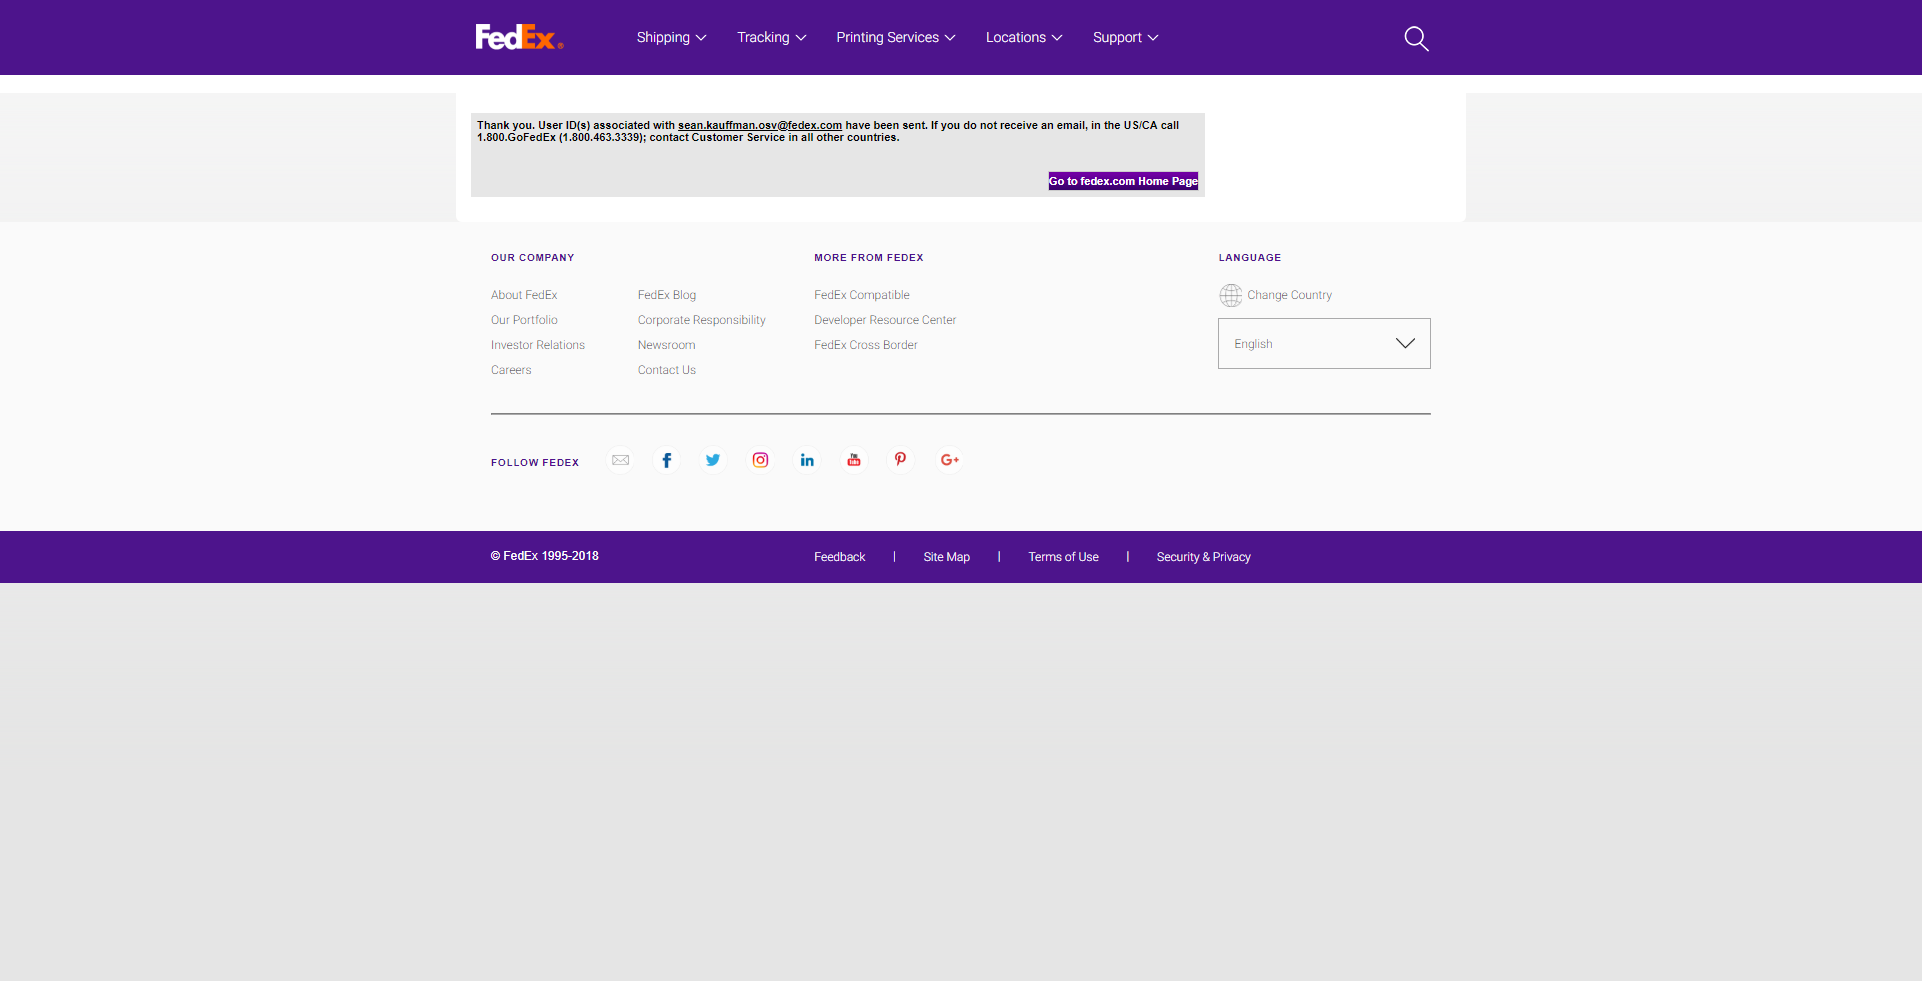 FedEx®
Shipping
Tracking
Printing Services
Locations
Support
Thank you. User ID(s) associated with sean.kauffman.osv@fedex.com have been sent. If you do not receive an email, in the US/CA call
1.800.GoFedEx (1.800.463.3339); contact Customer Service in all other countries.
Go to fedex.com Home Page
OUR COMPANY
About FedEx
Our Portfolio
Investor Relations
Careers
FedEx Blog
Corporate Responsibility
Newsroom
Contact Us
MORE FROM FEDEX
FedEx Compatible
Developer Resource Center
FedEx Cross Border
LANGUAGE
Change Country
English
FOLLOW FEDEX
© FedEx 1995-2018
Feedback | Site Map | Terms of Use | Security & Privacy